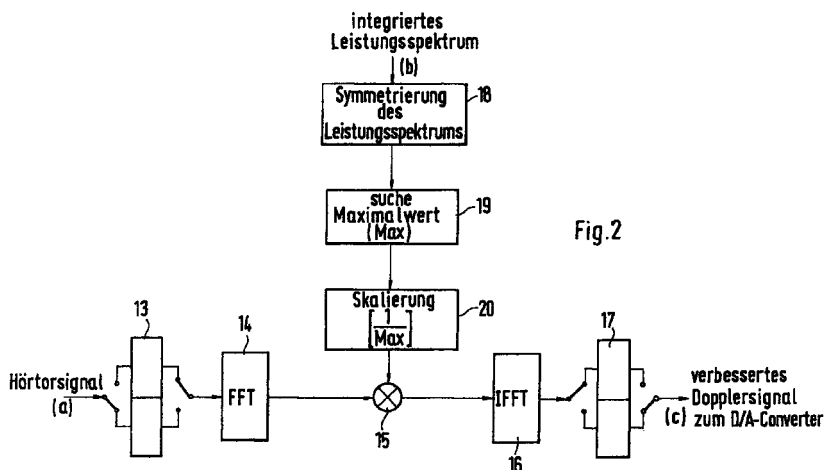 integriertes
Leistungsspektrum
(b)
18
Symmetrierung
des
Leistungsspektrums
suche
Maximalwert
(Max)
19
Fig.2
Skalierung
[1/Max]
20
13
14
17
Hörtorsignal
(a)
FFT
15
IFFT
16
verbessertes
Dopplersignal
(c) zum D/A-Converter